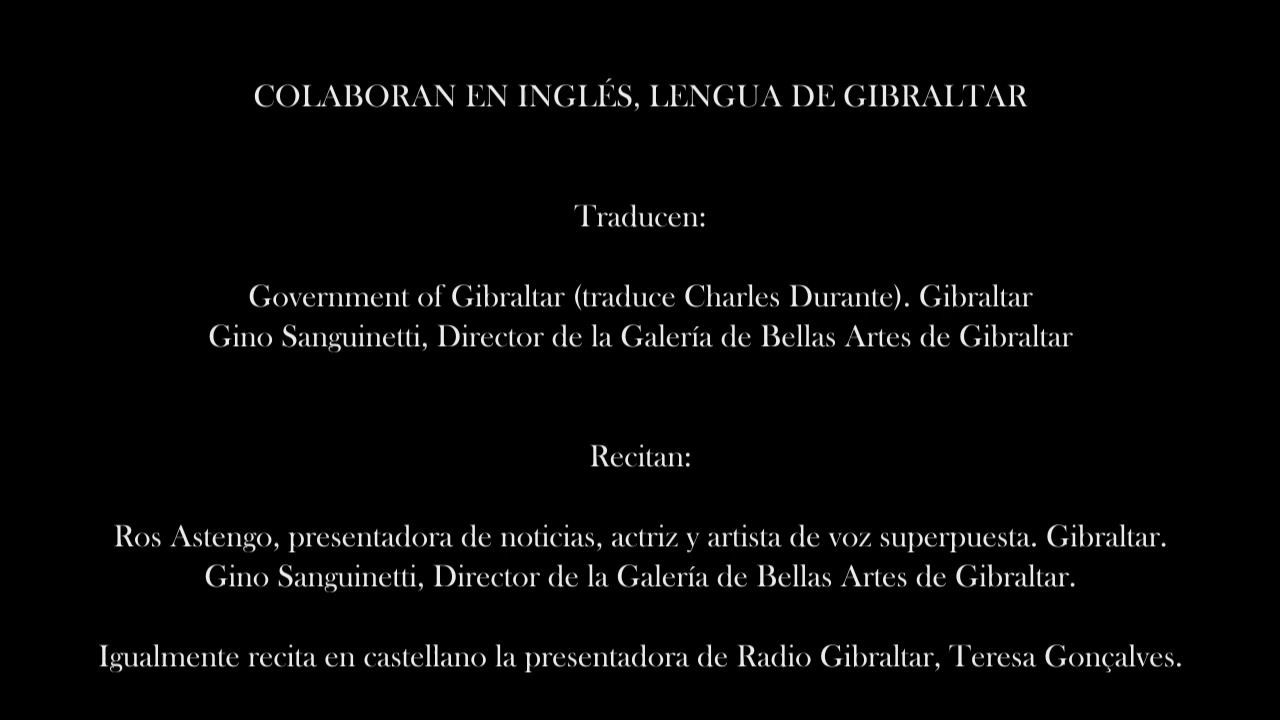 COLABORAN EN INGLÉS, LENGUA DE GIBRALTAR
Traducen:
Government of Gibraltar (traduce Charles Durante). Gibraltar
Gino Sanguinetti, Director de la Galería de Bellas Artes de Gibraltar
Recitan:
Ros Astengo, presentadora de noticias, actriz y artista de voz superpuesta. Gibraltar.
Gino Sanguinetti, Director de la Galería de Bellas Artes de Gibraltar.
Igualmente recita en castellano la presentadora de Radio Gibraltar, Teresa Gonçalves.